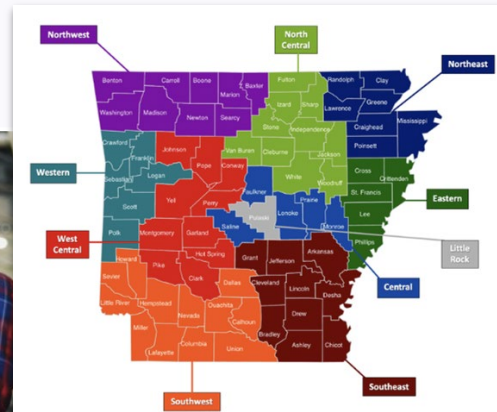 Northwest
North Central
Northeast
Benton Carroll Boone Baxter Fulton Randolph Clay
Marion Izard Sharp Lawrence Greene
Washington Madison Newton Searcy Stone Independence Craighead Mississippi
Poinsett
Crawford Johnson Van Buren Cleburne Jackson
Franklin Pope Conway Cross Crittenden
Western
Sebastian Logan White Woodruff St. Francis
Faulkner
Eastern
Scott Yell Perry Prairie Lee
Pulaski Lonoke
Saline Monroe
Polk Montgomery Garland Phillips
West Central
Little Rock
Hot Spring Grant Jefferson Arkansas
Howard Pike Central
Sevier Clark Dallas Cleveland Lincoln
Little River Hempstead Ouachita Desha
Nevada Calhoun Drew
Miller Bradley
Columbia Union Ashley Chicot
Lafayette
Southeast
Southwest